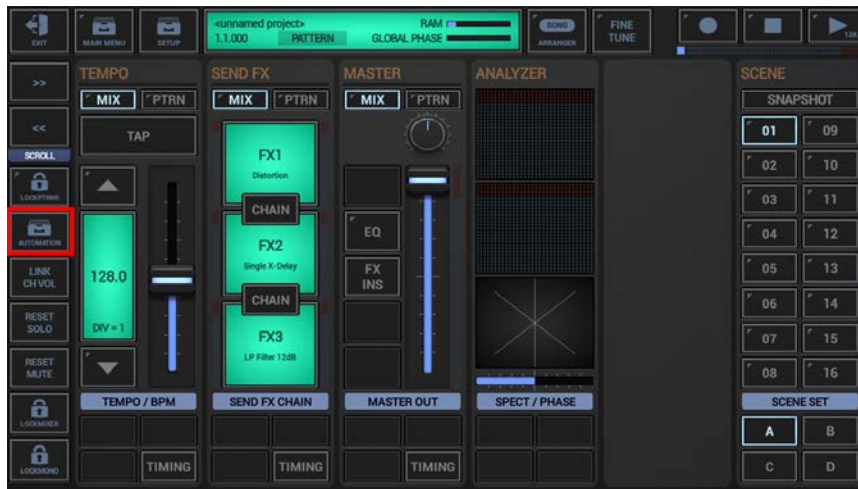 EXIT
MAIN MENU
SETUP
<unnamed project>
RAM
1.1.000
PATTERN
GLOBAL PHASE
SONG
ARRANGER
FINE
TUNE
128
>>
<<
SCROLL
LOCKPTRNS
AUTOMATION
LINK
CH VOL
RESET
SOLO
RESET
MUTE
LOCKMIXER
LOCKMONO
TEMPO
MIX
PTRN
TAP
128.0
DIV = 1
TEMPO / BPM
TIMING
SEND FX
MIX
PTRN
FX1
Distortion
CHAIN
FX2
Single X-Delay
CHAIN
FX3
LP Filter 12dB
SEND FX CHAIN
TIMING
MASTER
MIX
PTRN
EQ
FX
INS
MASTER OUT
TIMING
ANALYZER
SPECT / PHASE
SCENE
SNAPSHOT
01
09
02
10
03
11
04
12
05
13
06
14
07
15
08
16
SCENE SET
A
B
C
D